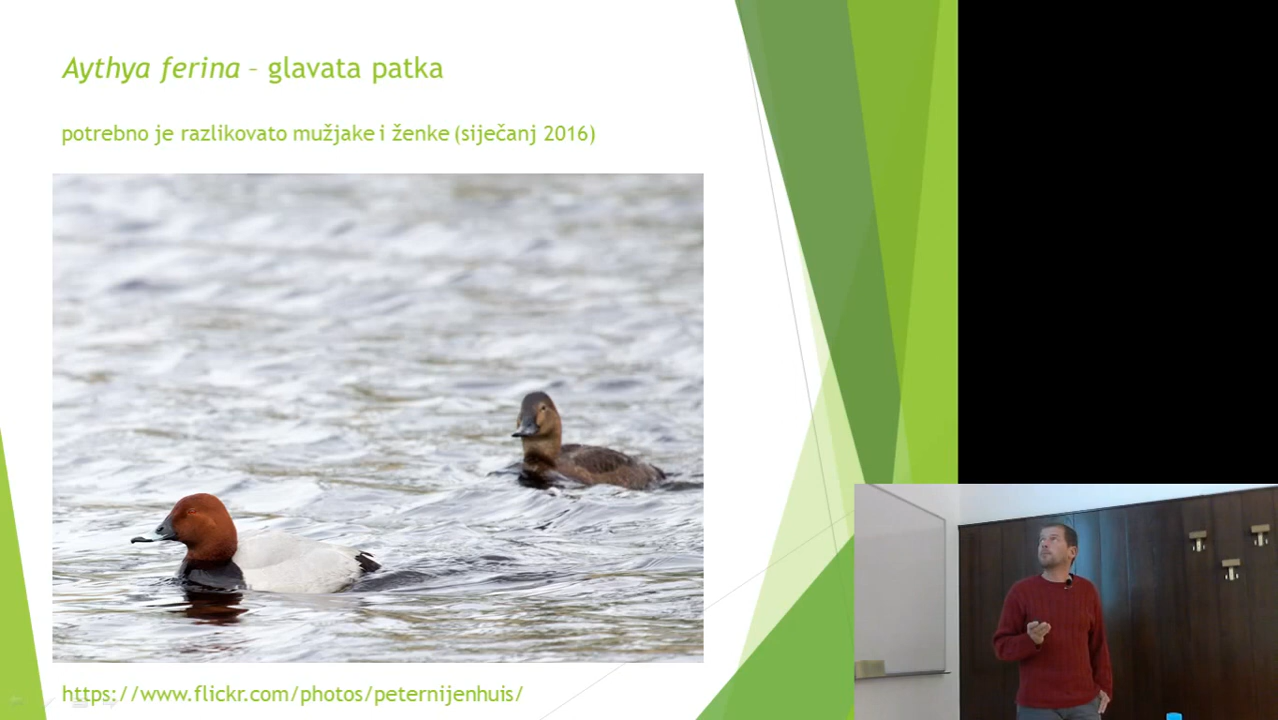 Aythya ferina – glavata patka
potrebno je razlikovato mužjake i ženke (siječanj 2016)
https://www.flickr.com/photos/peternijenhuis/